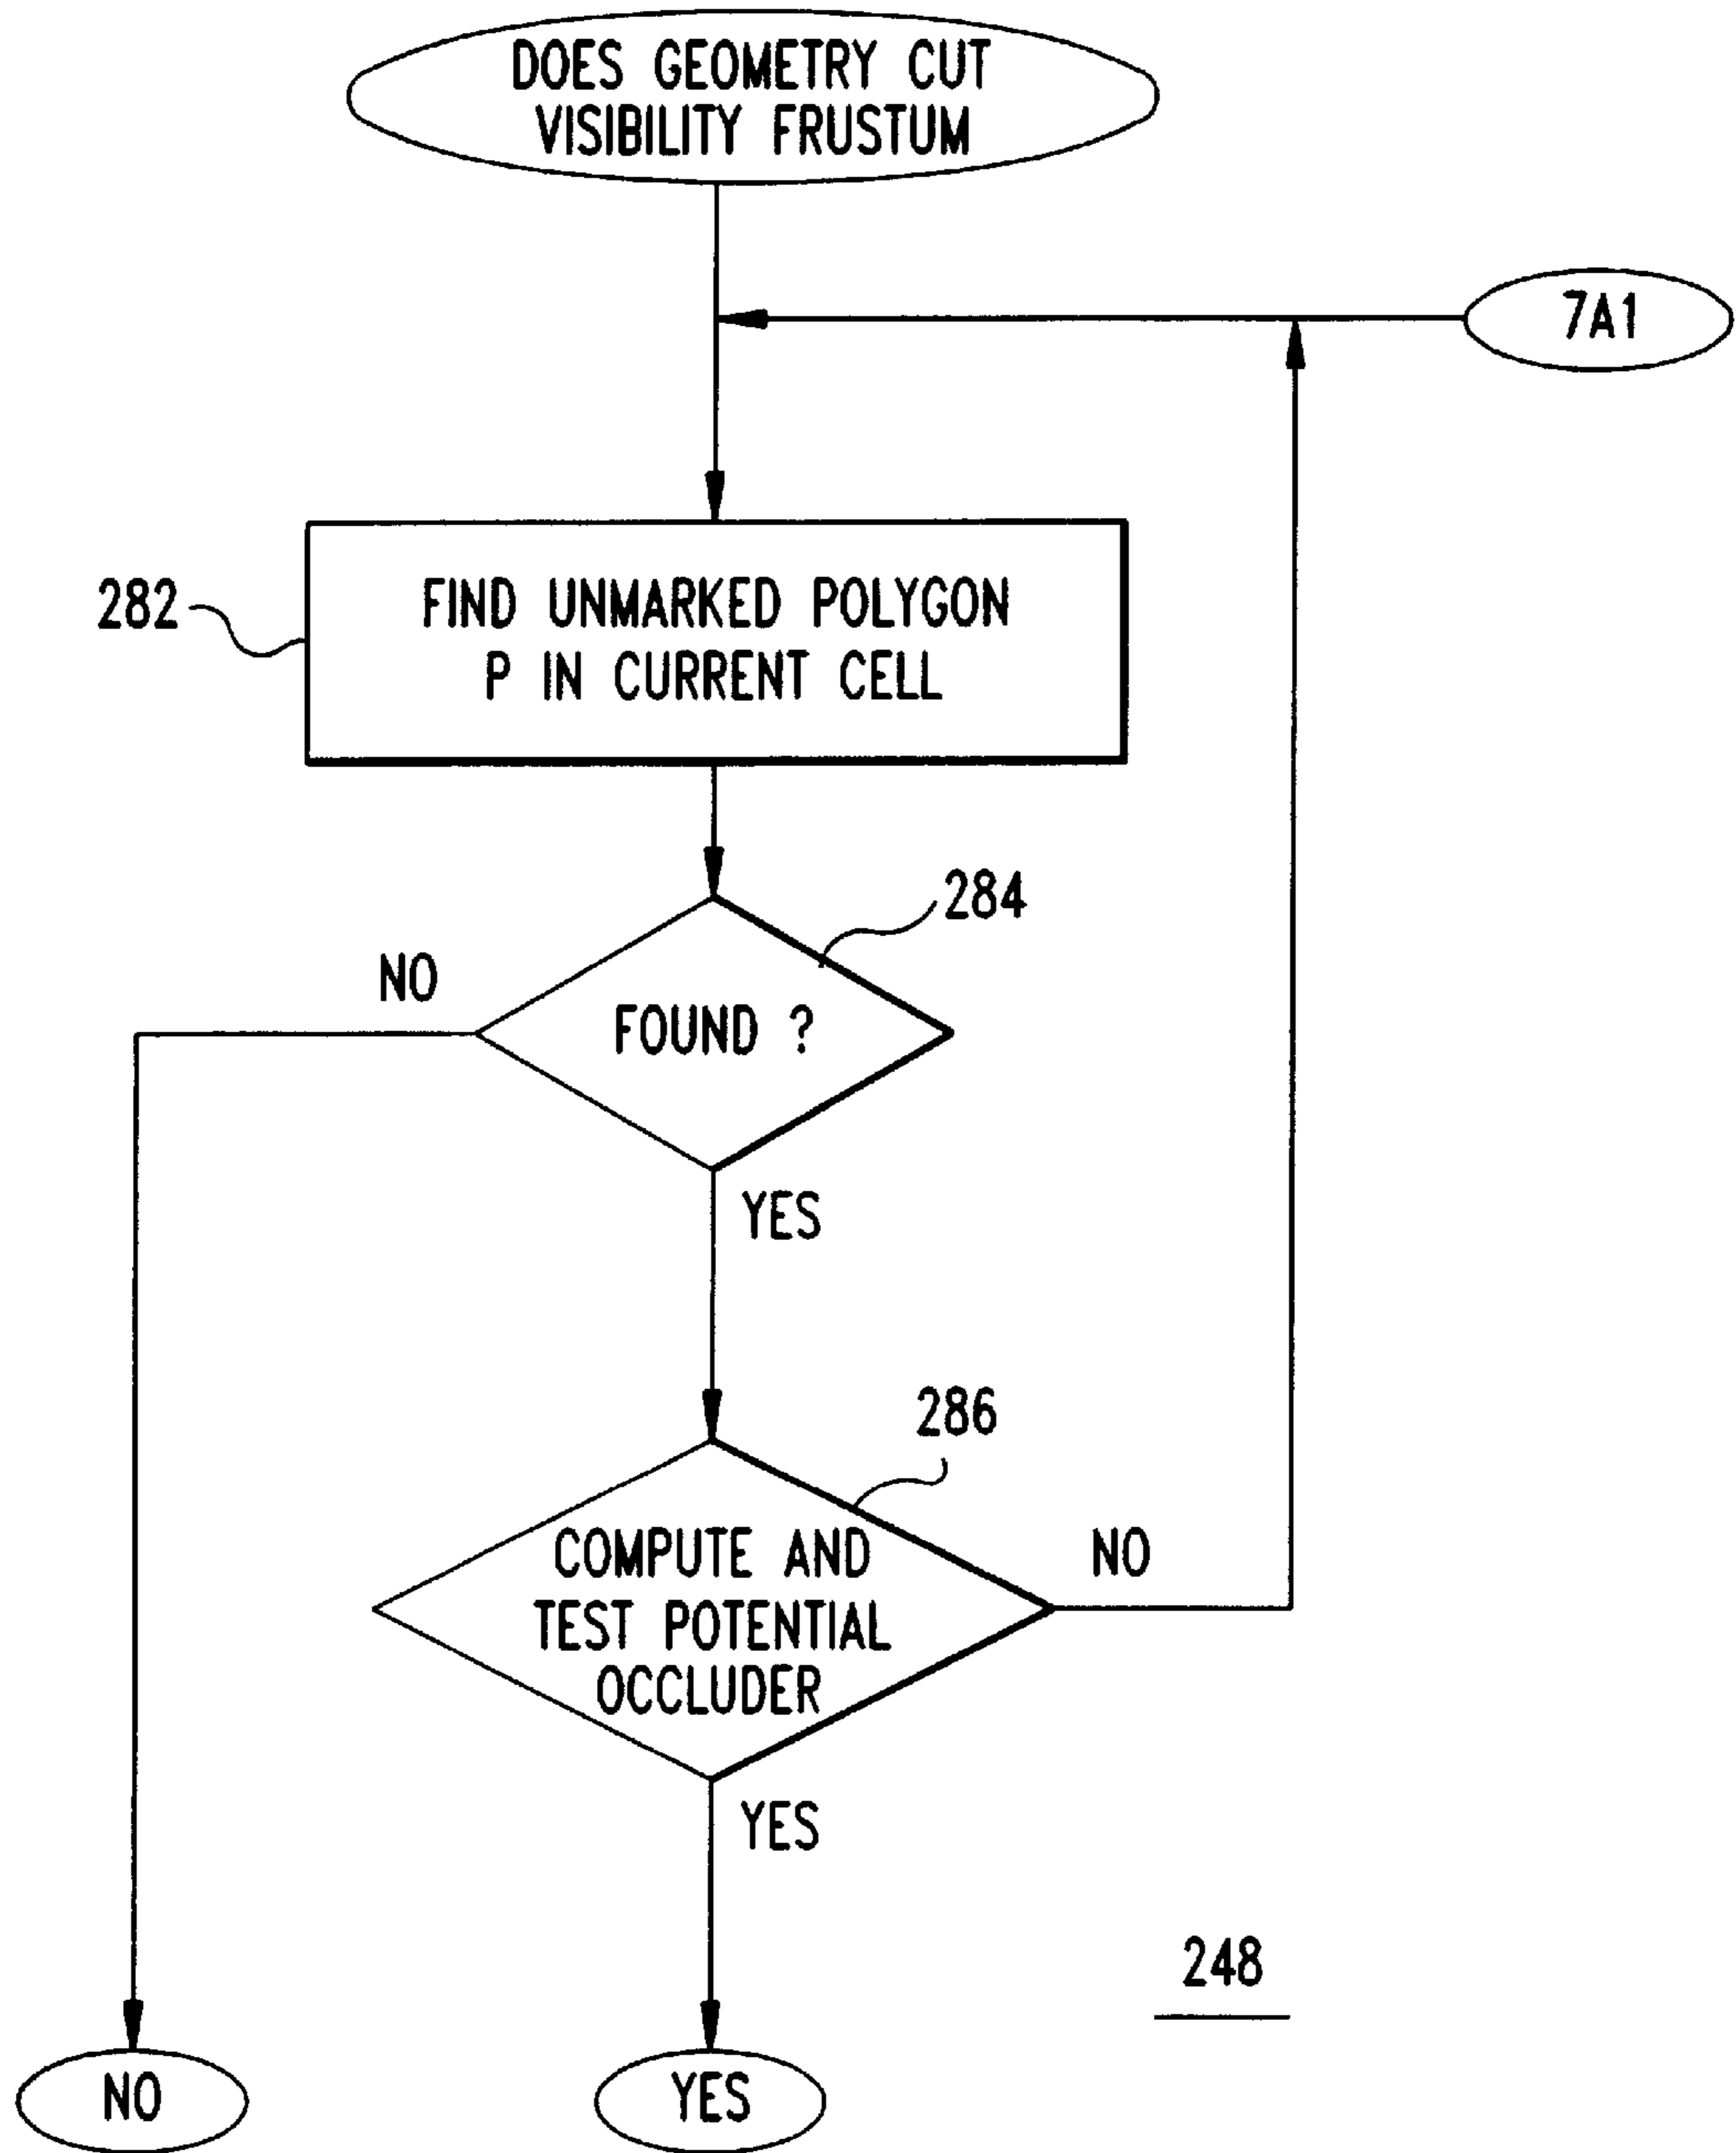 DOES GEOMETRY CUT
VISIBILITY FRUSTUM
7A1
282
FIND UNMARKED POLYGON
P IN CURRENT CELL
284
NO
FOUND ?
YES
286
COMPUTE AND
TEST POTENTIAL
OCCLUDER
NO
YES
248
NO
YES